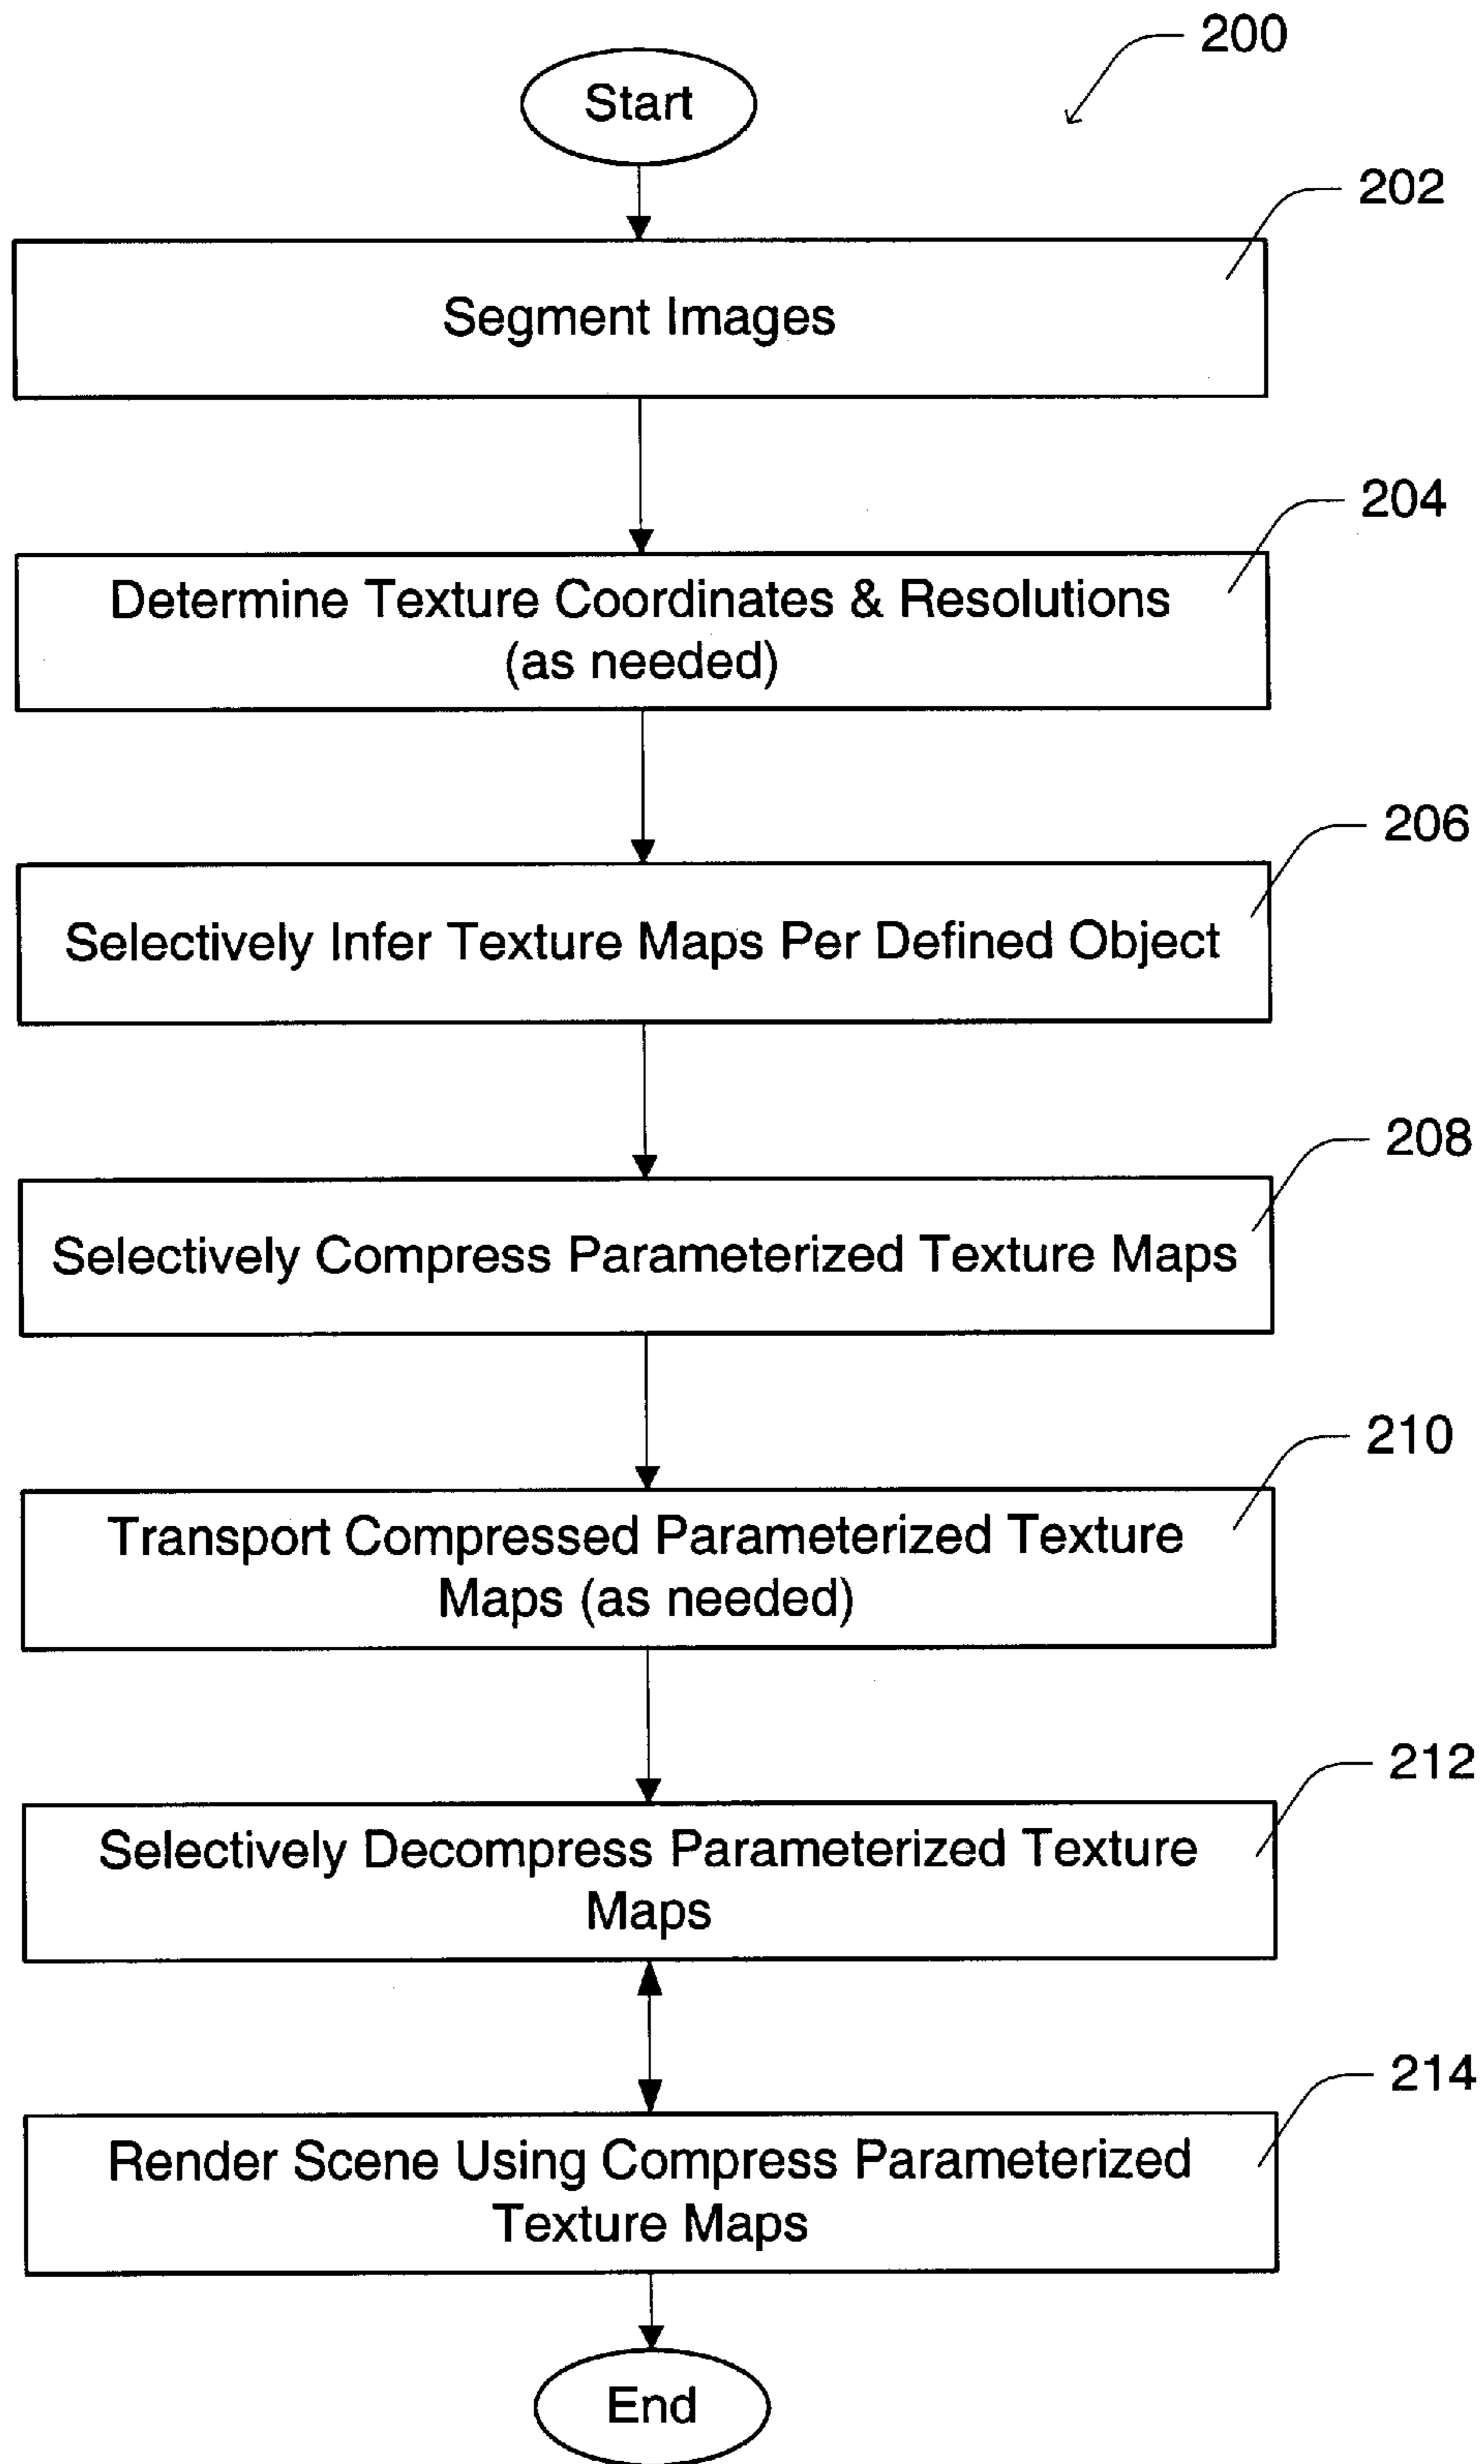 200
Start
202
Segment Images
204
Determine Texture Coordinates & Resolutions
(as needed)
206
Selectively Infer Texture Maps Per Defined Object
208
Selectively Compress Parameterized Texture Maps
210
Transport Compressed Parameterized Texture
Maps (as needed)
212
Selectively Decompress Parameterized Texture
Maps
214
Render Scene Using Compress Parameterized
Texture Maps
End